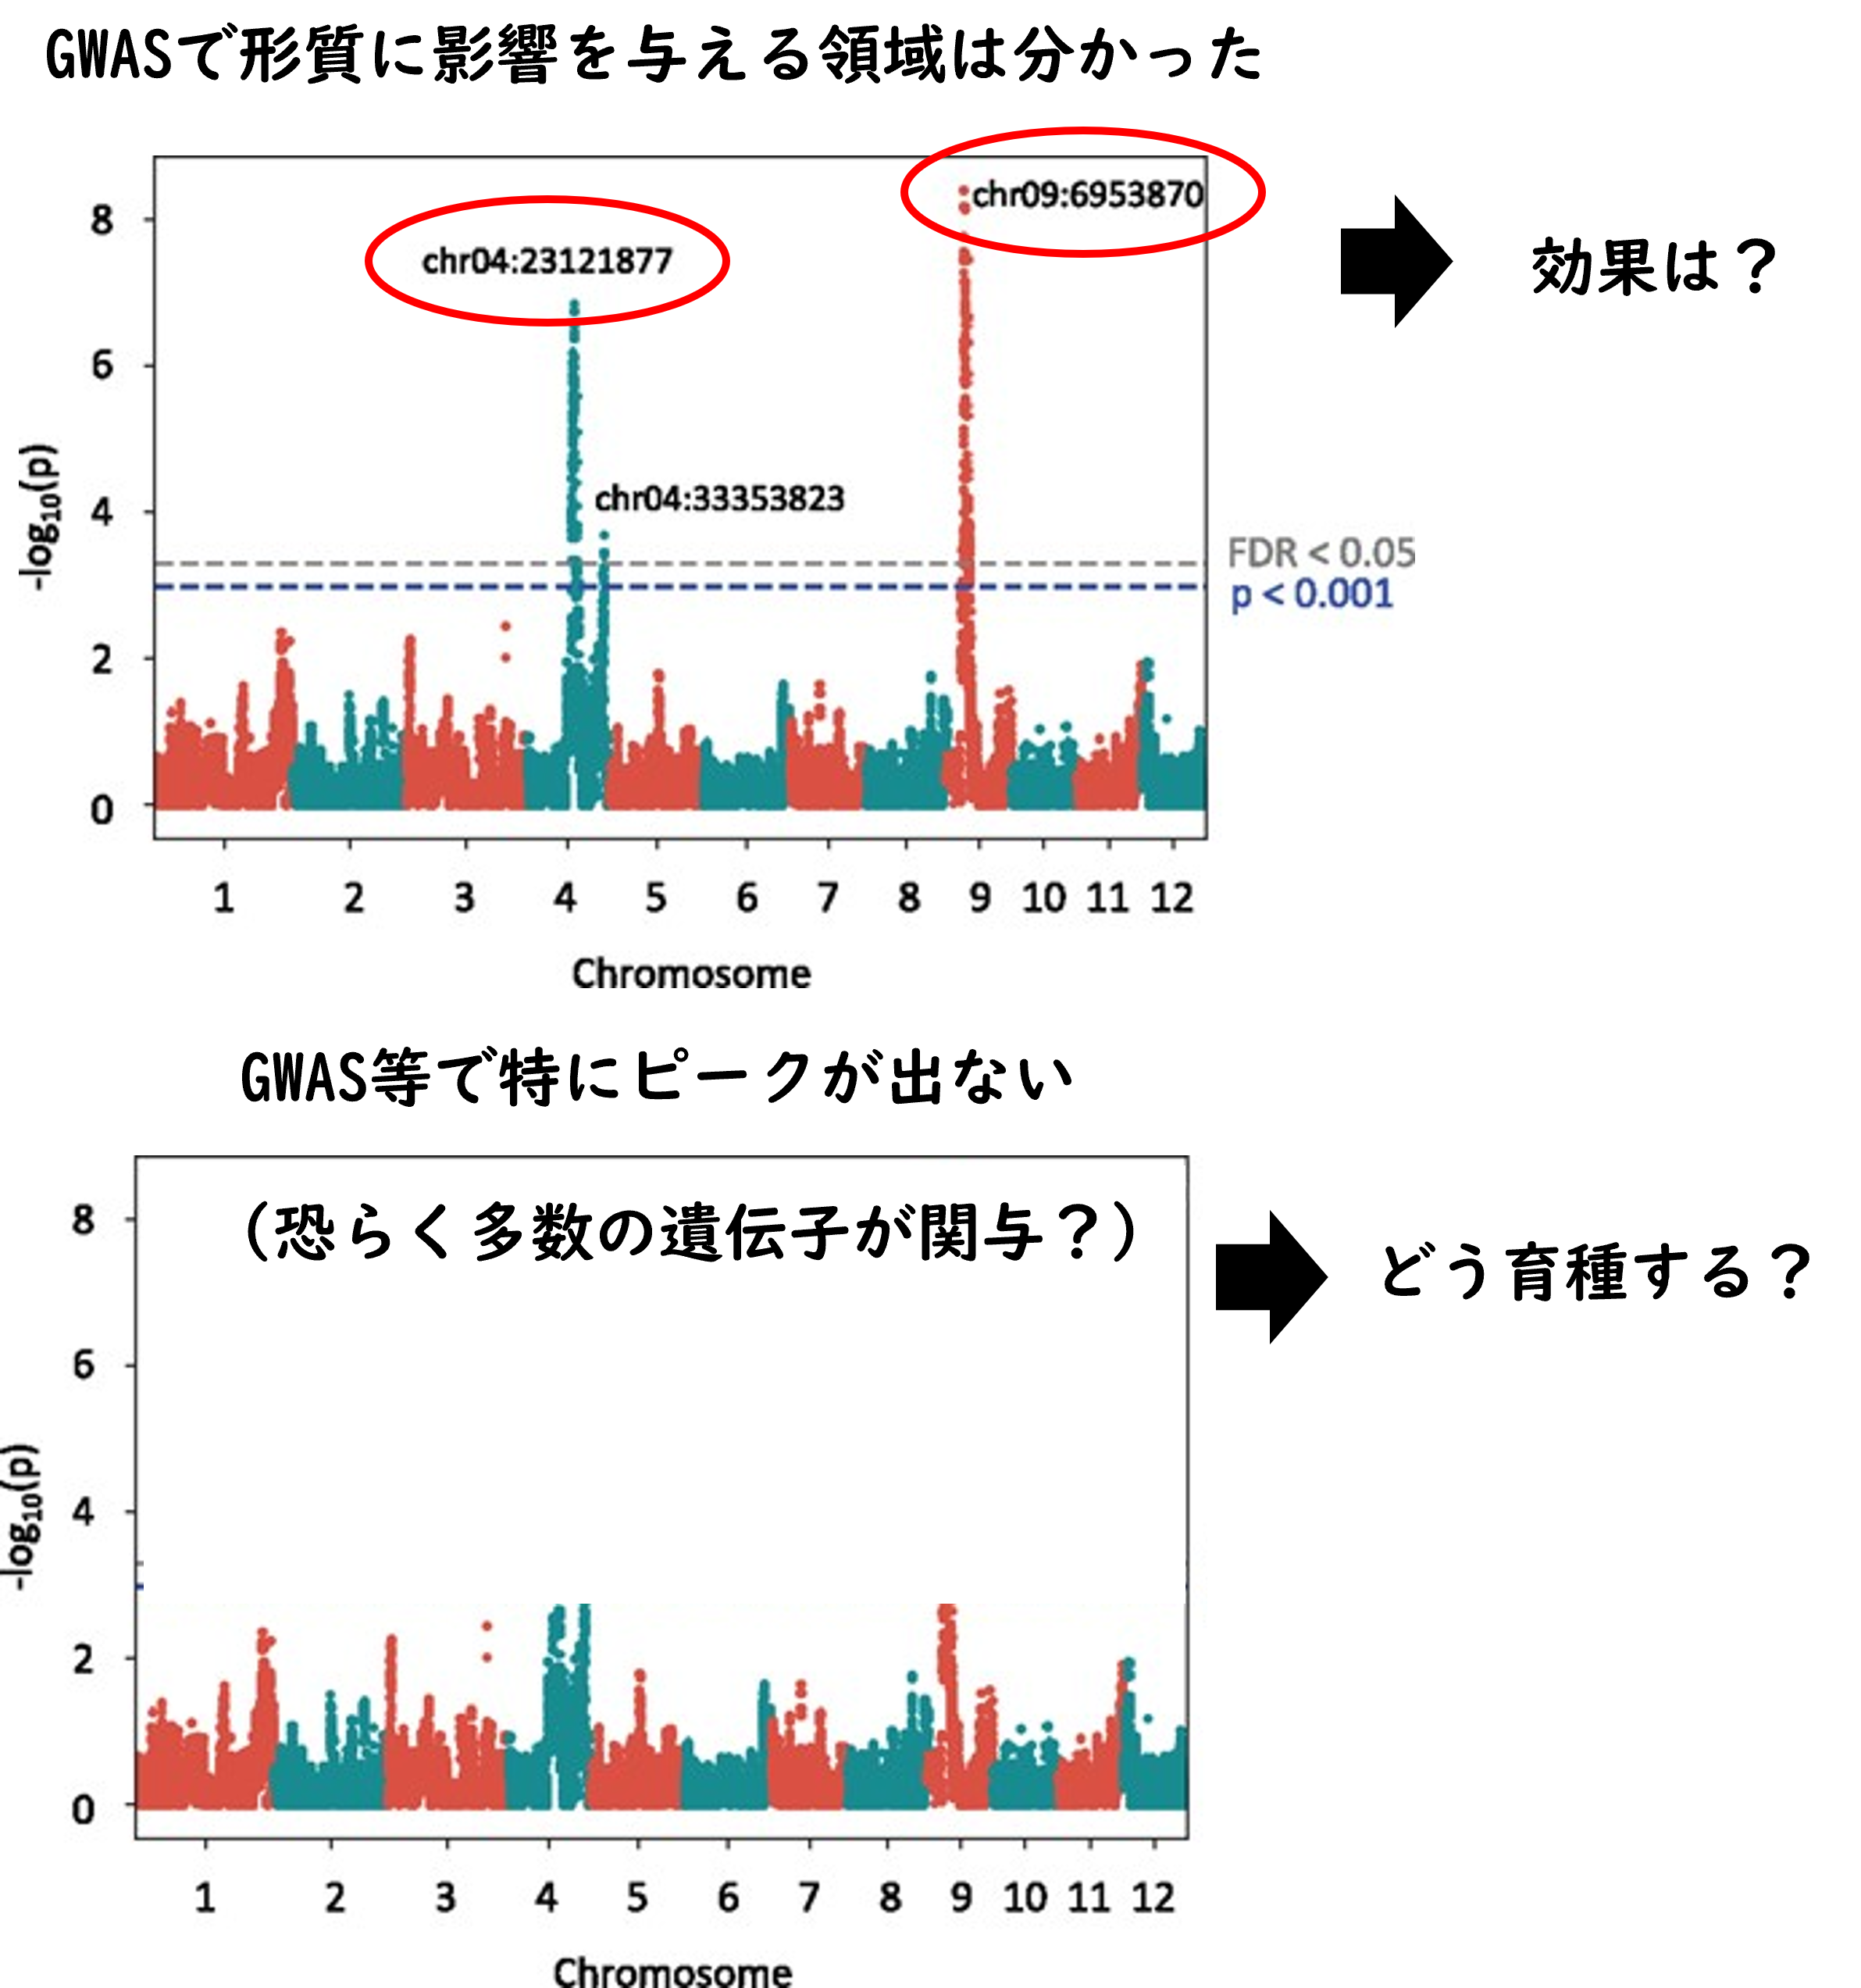 GWASで形質に影響を与える領域は分かった
chr09:6953870
8
chr04:23121877
効果は？
6
-log10(p)
4
chr04:33353823
FDR < 0.05
p < 0.001
2
0
1 2 3 4 5 6 7 8 9 10 11 12
Chromosome
GWAS等で特にピークが出ない
8
（恐らく多数の遺伝子が関与？）
どう育種する？
6
-log10(p)
4
2
0
1 2 3 4 5 6 7 8 9 10 11 12
Chromosome